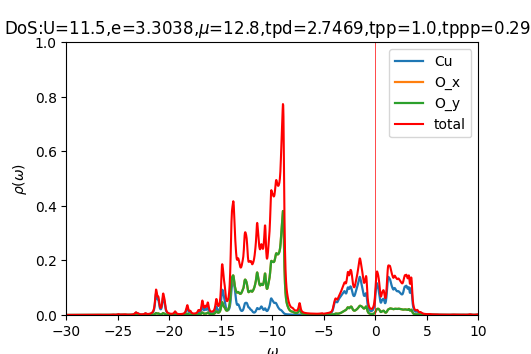 DoS:U=11.5,e=3.3038,μ=12.8,tpd=2.7469,tpp=1.0,tppp=0.29
1.0
0.8
0.6
0.4
0.2
0.0
ρ(ω)
Cu
O_x
O_y
total
−30 −25 −20 −15 −10 −5 0 5 10
ω